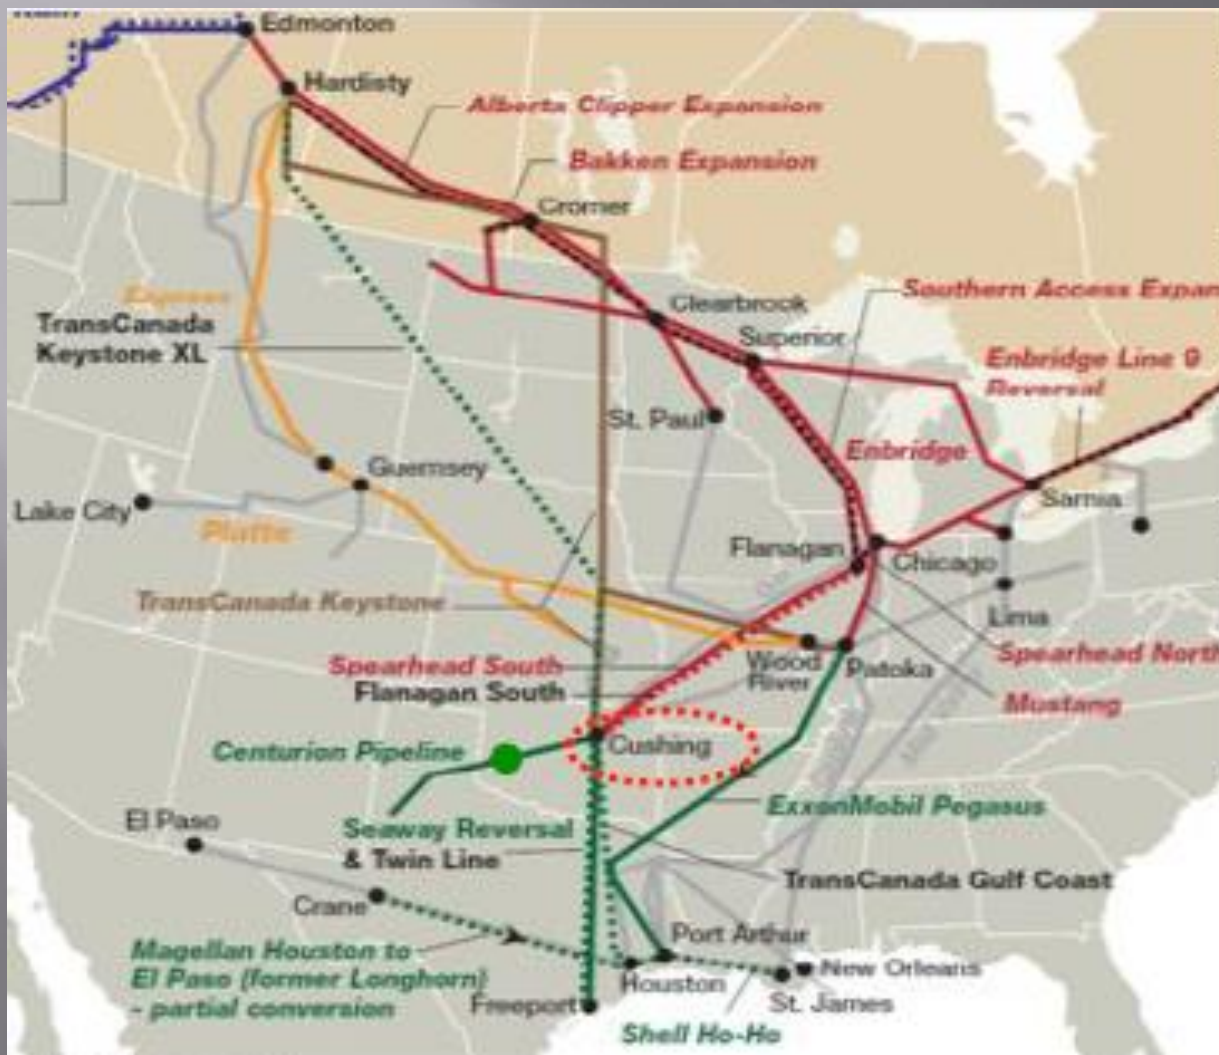 Edmonton
Hardisty
Alberta Clipper Expansion
Bakken Expansion
Cromer
Southern Access Expan
Clearbrook
Superior
Express
TransCanada
Keystone XL
Enbridge Line 9
Reversal
St. Paul
Enbridge
Guernsey
Sarnia
Lake City
Platte
Flanagan
Chicago
TransCanada Keystone
Lima
Spearhead South
Wood
River
Patoka
Spearhead North
Flanagan South
Mustang
Centurion Pipeline
Cushing
ExxonMobil Pegasus
El Paso
Seaway Reversal
& Twin Line
TransCanada Gulf Coast
Crane
Port Arthur
Magellan Houston to
El Paso (former Longhorn)
- partial conversion
New Orleans
Houston
St. James
Freeport
Shell Ho-Ho